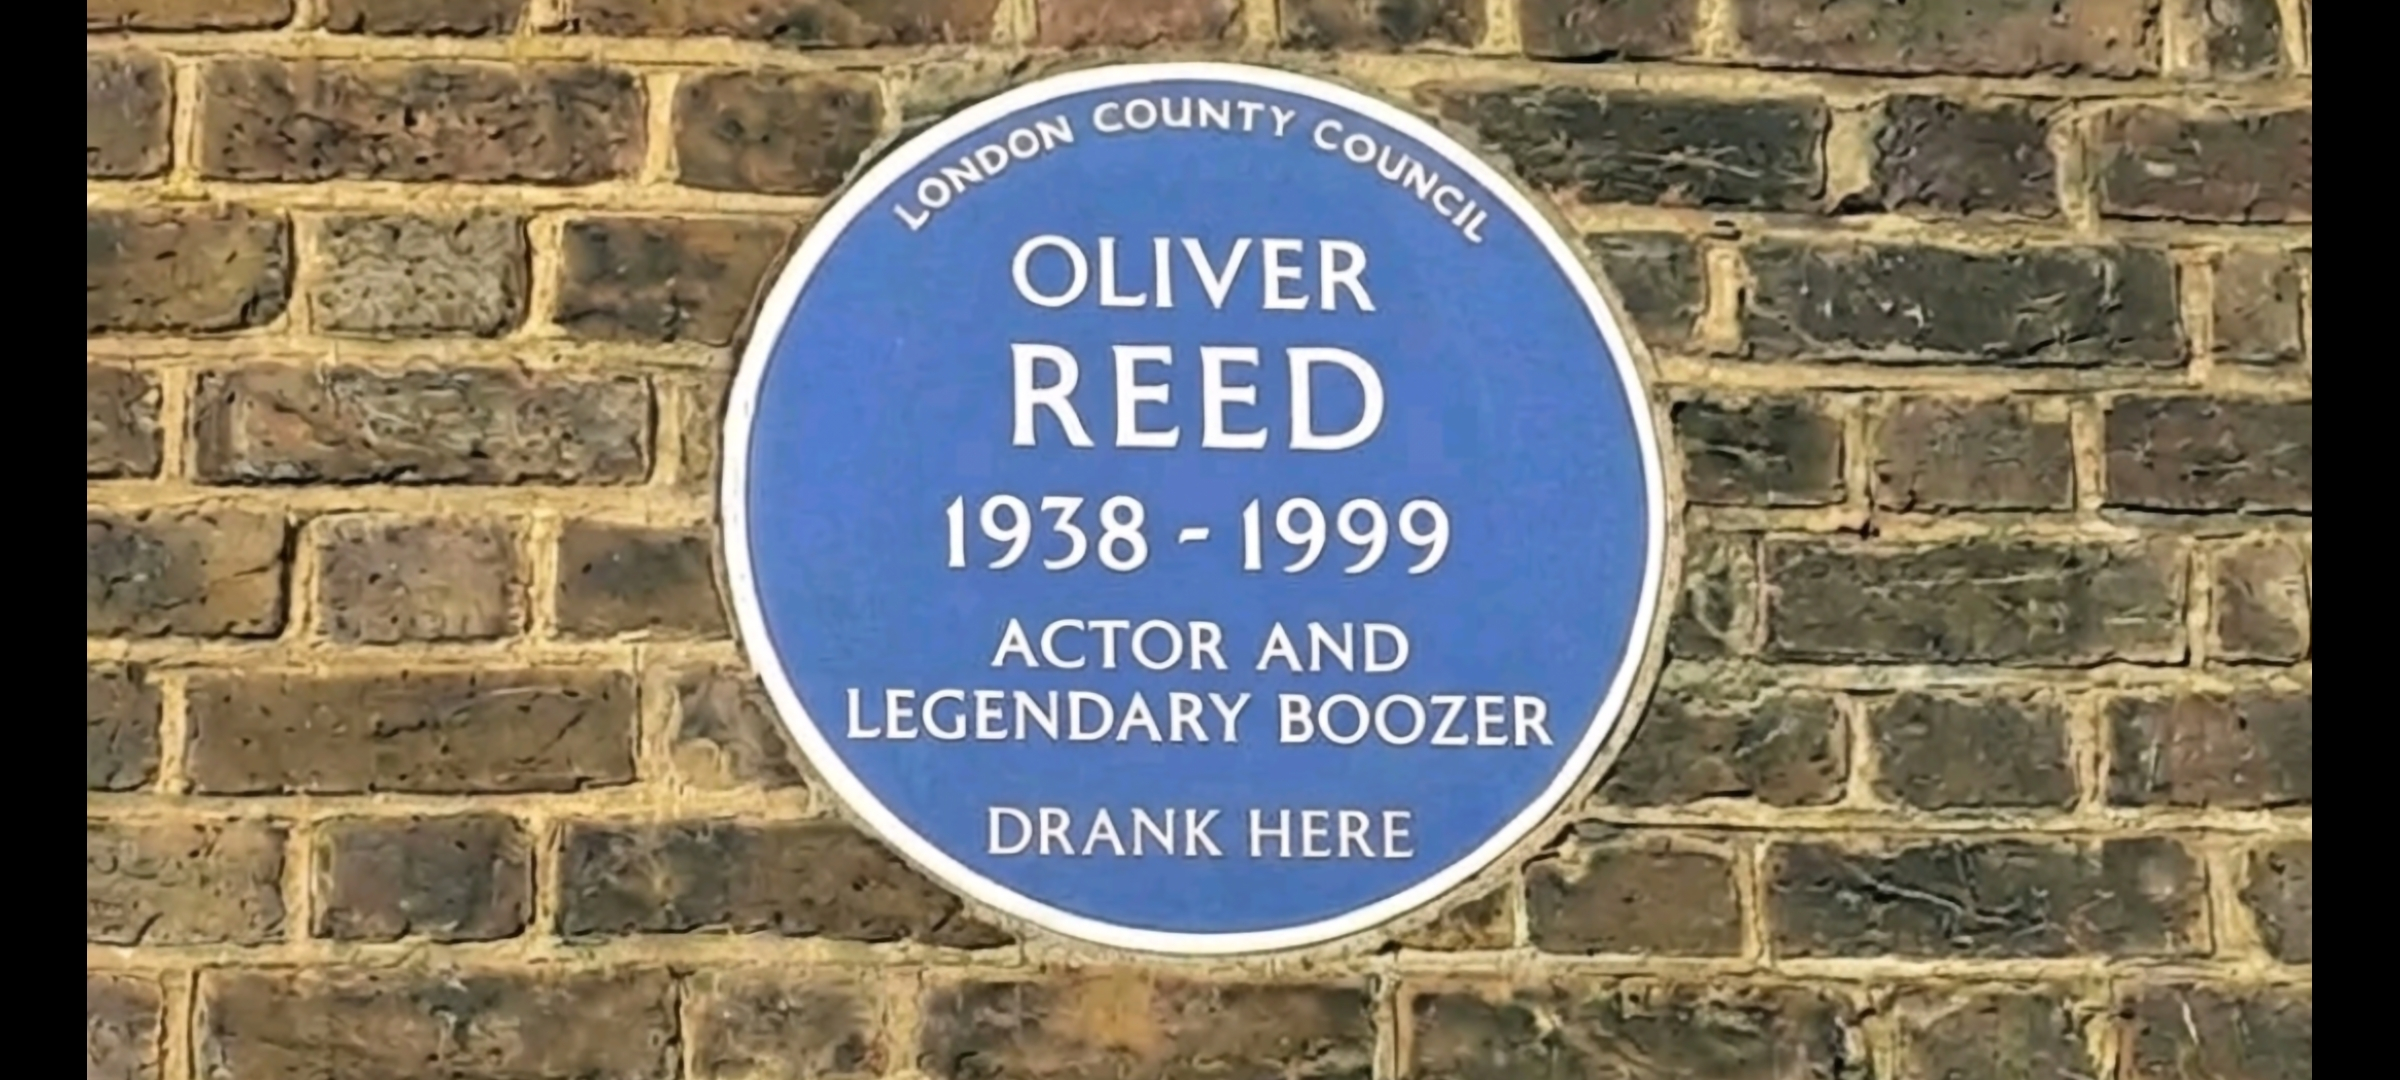 LONDON COUNTY COUNCIL
OLIVER
REED
1938 - 1999
ACTOR AND
LEGENDARY BOOZER
DRANK HERE